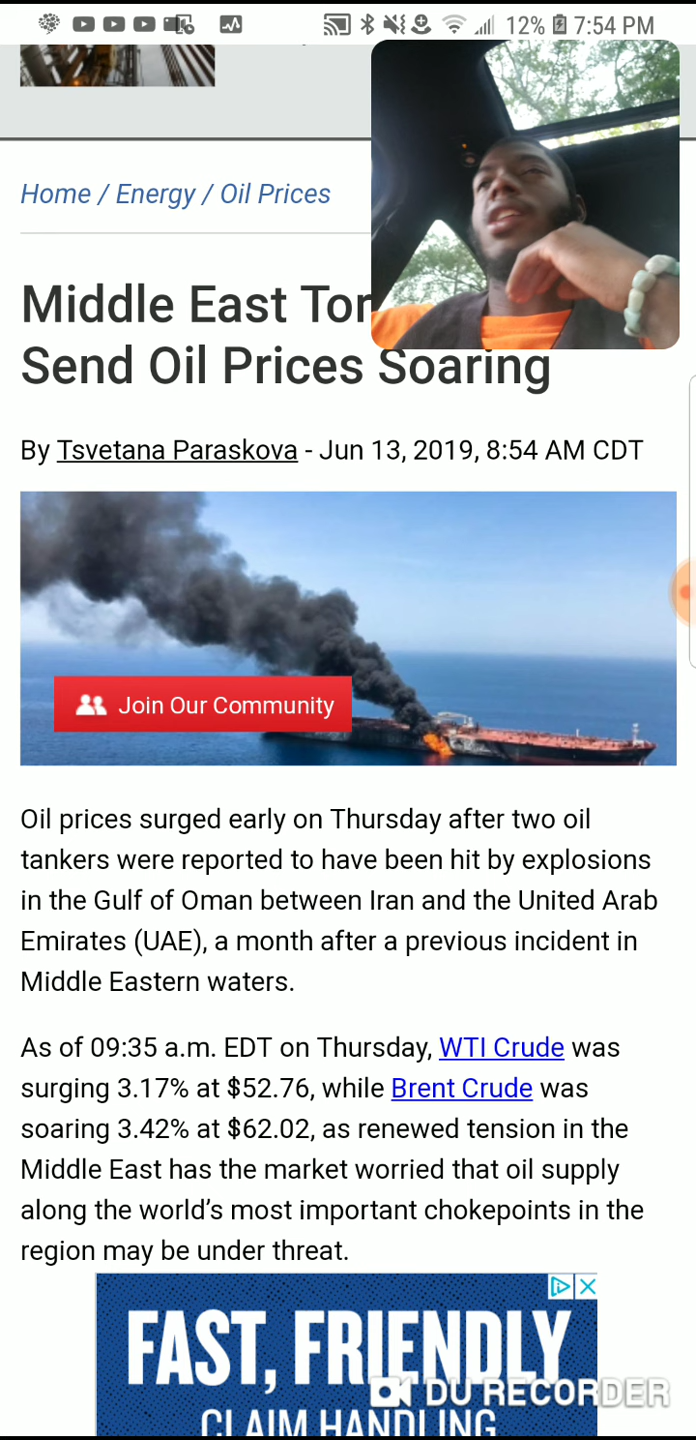 12% 7:54 PM
Home / Energy / Oil Prices
Middle East
Send Oil Prices Soaring
By Tsvetana Paraskova - Jun 13, 2019, 8:54 AM CDT
Join Our Community
Oil prices surged early on Thursday after two oil
tankers were reported to have been hit by explosions
in the Gulf of Oman between Iran and the United Arab
Emirates (UAE), a month after a previous incident in
Middle Eastern waters.
As of 09:35 a.m. EDT on Thursday, WTI Crude was
surging 3.17% at $52.76, while Brent Crude was
soaring 3.42% at $62.02, as renewed tension in the
Middle East has the market worried that oil supply
along the world’s most important chokepoints in the
region may be under threat.
FAST, FRIENDLY
DU RECORDER
CLAIM HANDLING